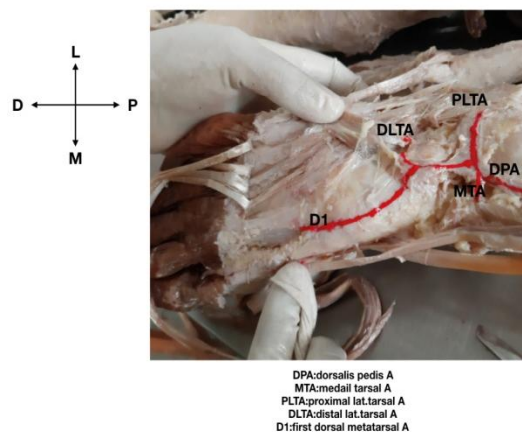 L
D P
M
PLTA
DLTA
DPA
MTA
D1
DPA:dorsalis pedis A
MTA:medail tarsal A
PLTA:proximal lat.tarsal A
DLTA:distal lat.tarsal A
D1:first dorsal metatarsal A